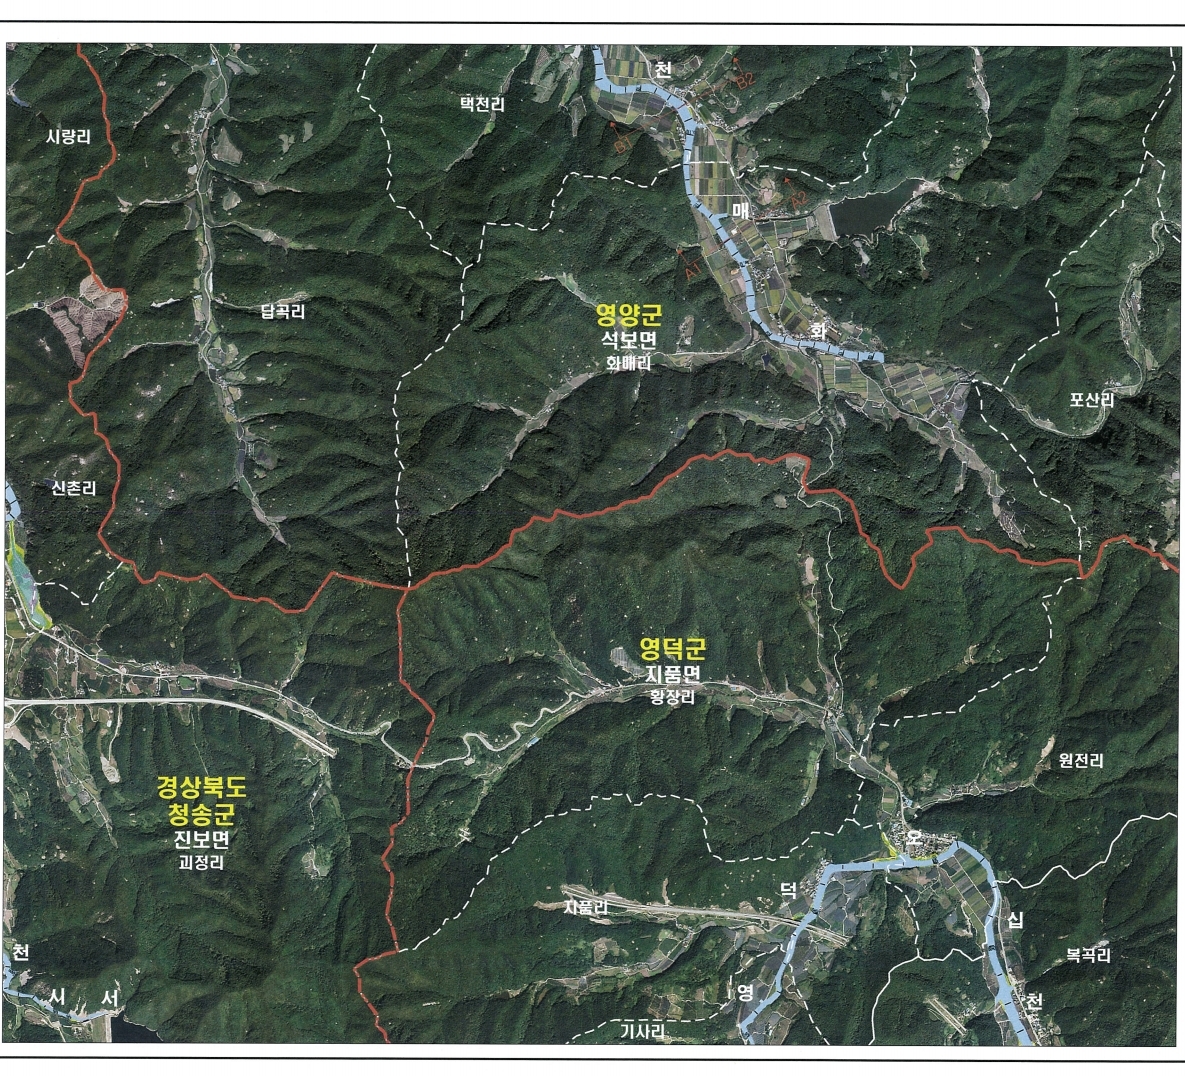 천
B2
택전리
시량리
B1
A2
매
A1
답곡리
영양군
석보면
화매리
화
포산리
신촌리
영덕군
지품면
황장리
원전리
경상북도
청송군
진보면
괴정리
오
덕
지품리
십
복곡리
천
시 서
영
천
기사리